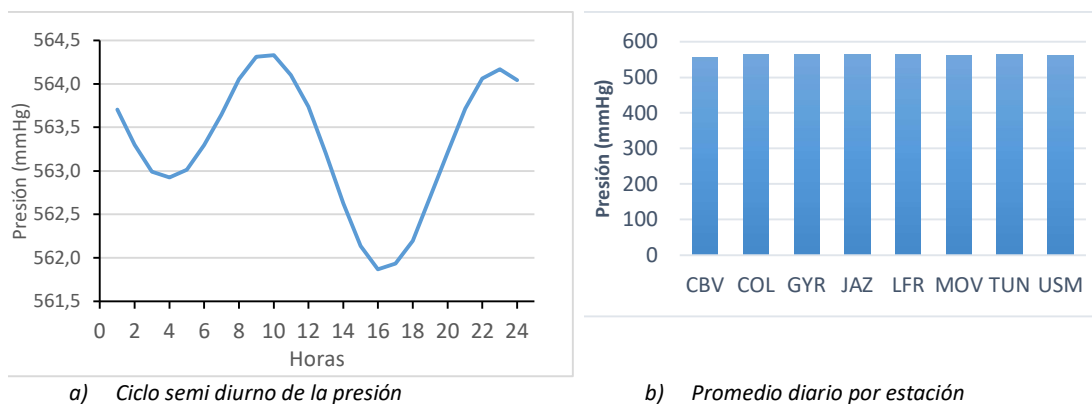 564,5
564,0
563,5
563,0
562,5
562,0
561,5
Presión (mmHg)
0 2 4 6 8 10 12 14 16 18 20 22 24
Horas
a) Ciclo semi diurno de la presión
600
500
400
300
200
100
0
Presión (mmHg)
CBV COL GYR JAZ LFR MOV TUN USM
b) Promedio diario por estación